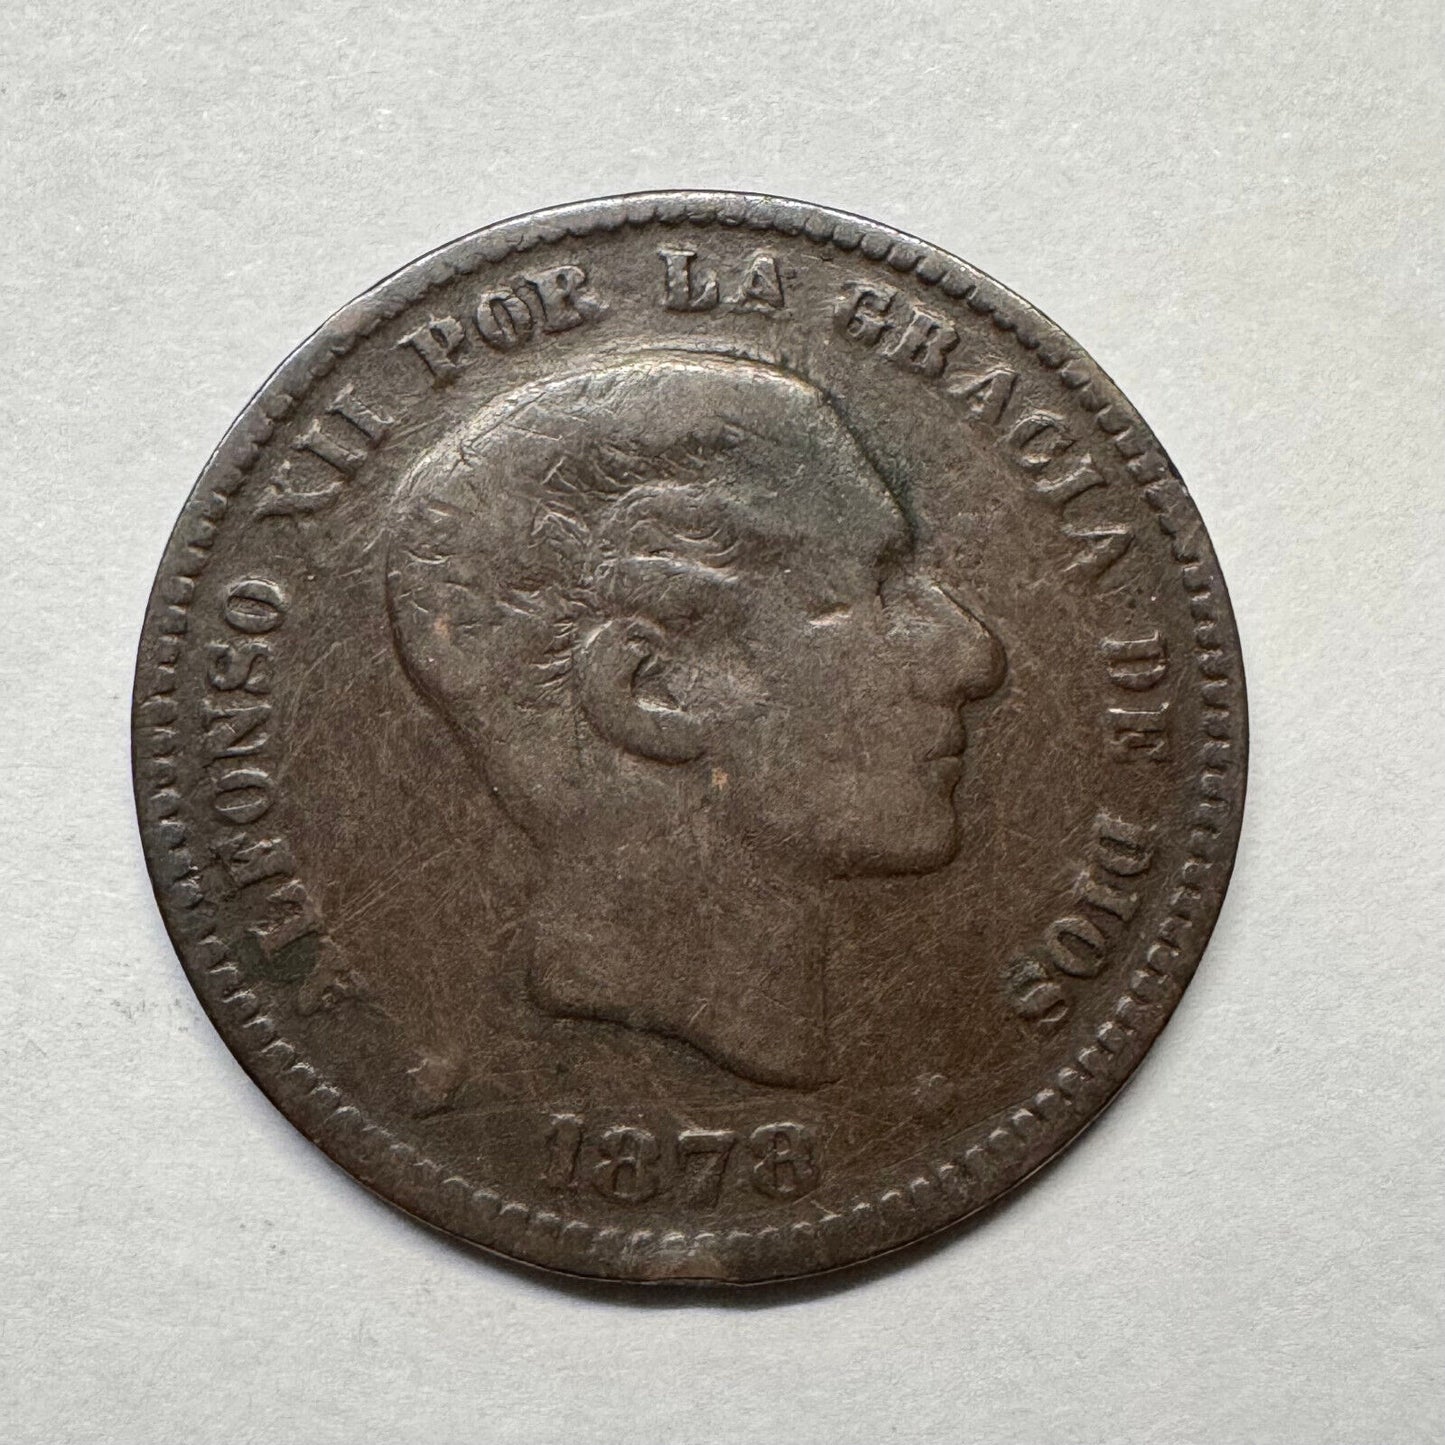 ALFONSO XII POR LA GRACIA DE DIOS
1878